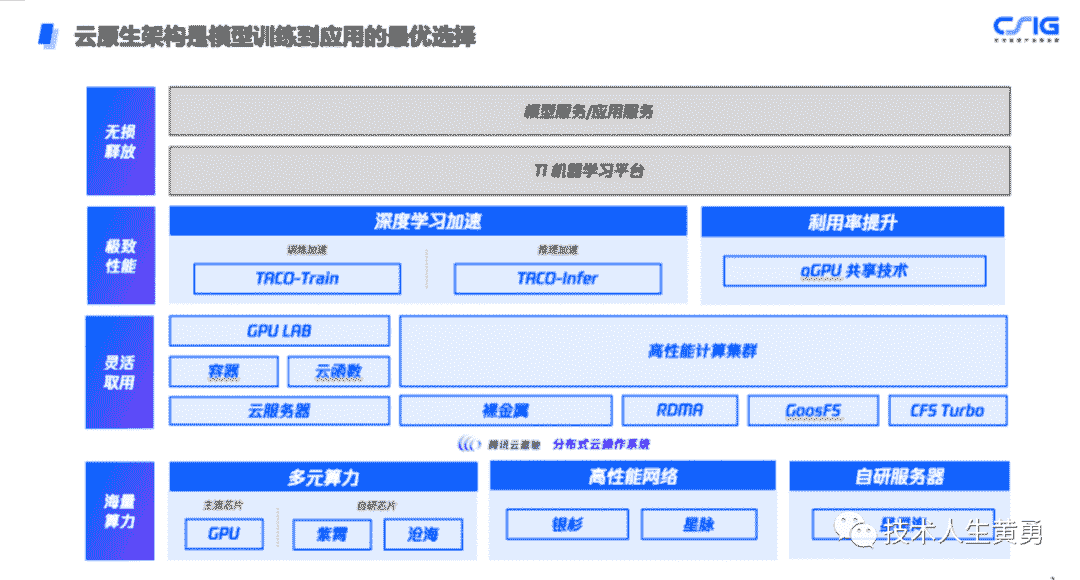 云原生架构是模型训练到应用的最优选择
CSIG
无损
释放
模型服务/应用服务
TI 机器学习平台
极致
性能
深度学习加速
利用率提升
训练加速
推理加速
TACO-Train
TACO-Infer
qGPU 共享技术
灵活
取用
GPU LAB
高性能计算集群
容器
云函数
云服务器
裸金属
RDMA
GoosFS
CFS Turbo
腾讯云遨驰
分布式云操作系统
海量
算力
多元算力
高性能网络
自研服务器
主流芯片
自研芯片
GPU
紫霄
沧海
银杉
星脉
技术人生黄勇